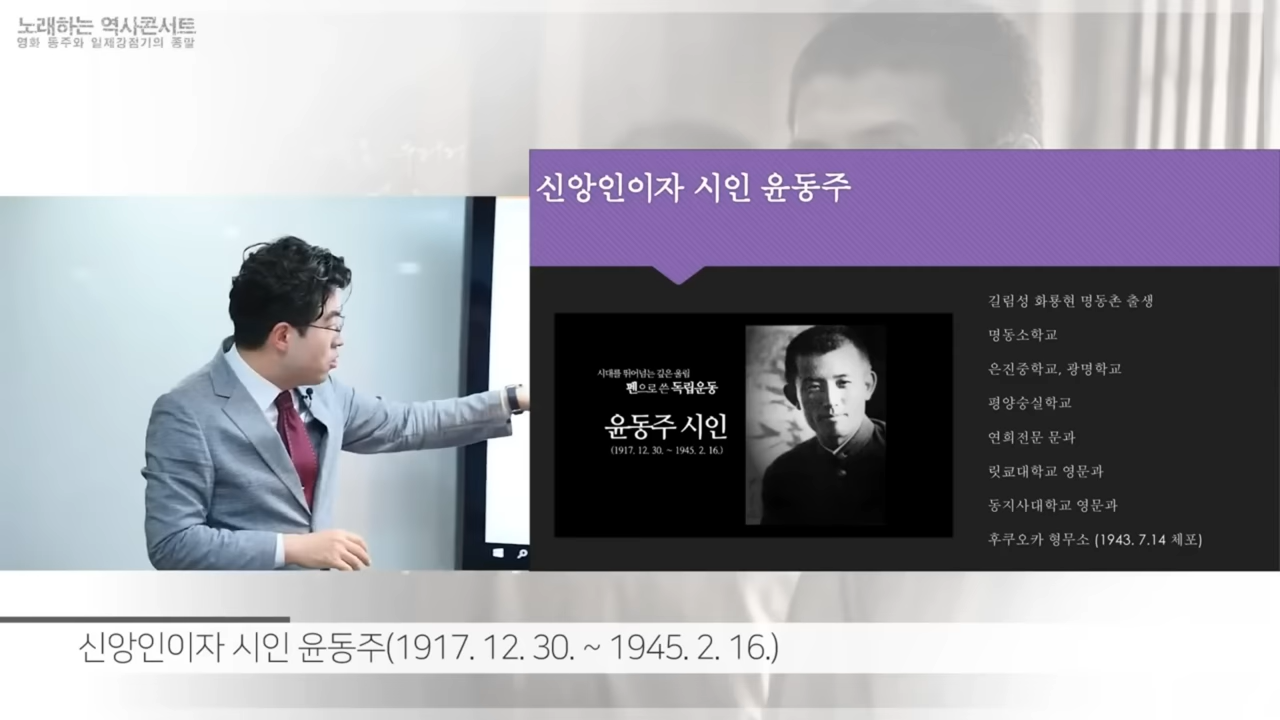 노래하는 역사콘서트
영화 동주와 일제강점기의 종말
신앙인이자 시인 윤동주
시대를 뛰어넘는 깊은 울림
펜으로 쓴 독립운동
윤동주 시인
(1917. 12. 30. ~ 1945. 2. 16.)
길림성 화룡현 명동촌 출생
명동소학교
은진중학교, 광명학교
평양숭실학교
연희전문 문과
릿쿄대학교 영문과
동지사대학교 영문과
후쿠오카 형무소 (1943. 7.14 체포)
신앙인이자 시인 윤동주(1917. 12. 30. ~ 1945. 2. 16.)